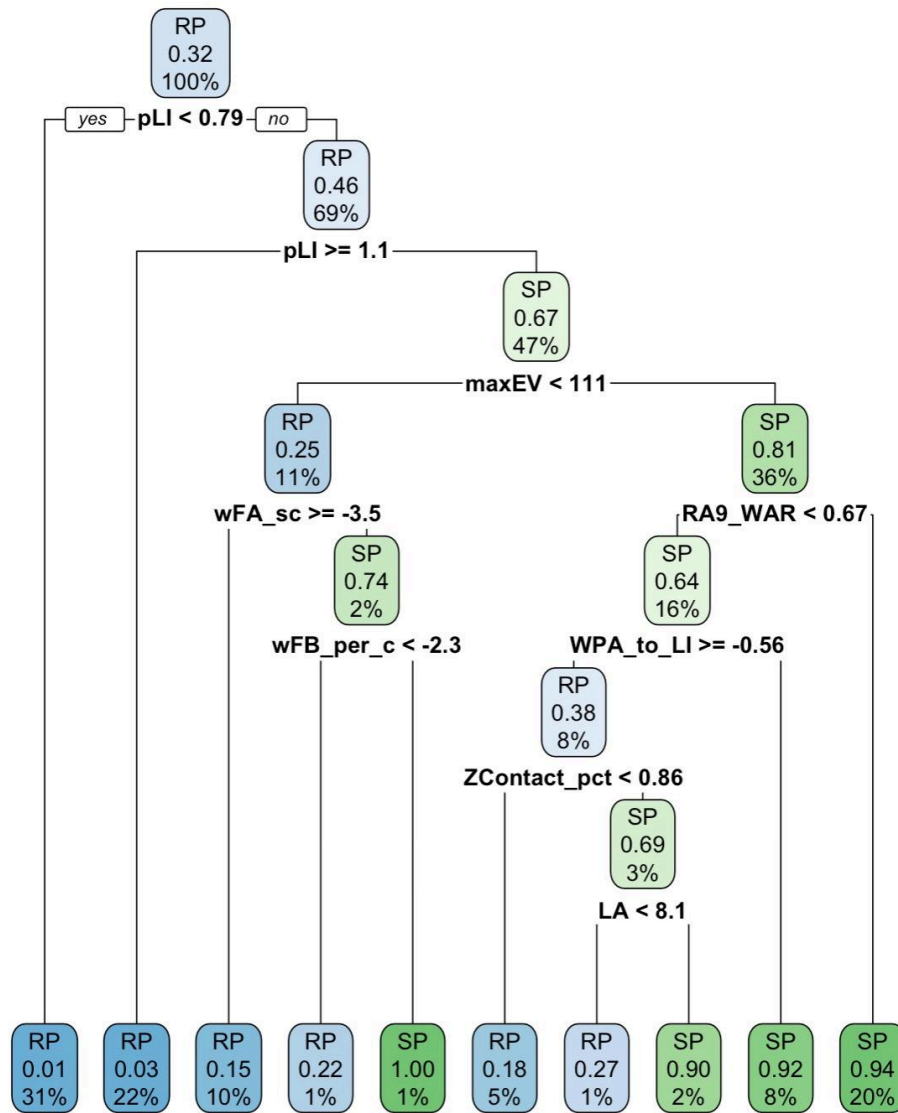 RP
0.32
100%
yes pLI < 0.79 no
RP
0.46
69%
pLI >= 1.1
SP
0.67
47%
maxEV < 111
RP
0.25
11%
SP
0.81
36%
wFA_sc >= -3.5
RA9_WAR < 0.67
SP
0.74
2%
SP
0.64
16%
wFB_per_c < -2.3
WPA_to_LI >= -0.56
RP
0.38
8%
ZContact_pct < 0.86
SP
0.69
3%
LA < 8.1
RP
0.01
31%
RP
0.03
22%
RP
0.15
10%
RP
0.22
1%
SP
1.00
1%
RP
0.18
5%
RP
0.27
1%
SP
0.90
2%
SP
0.92
8%
SP
0.94
20%